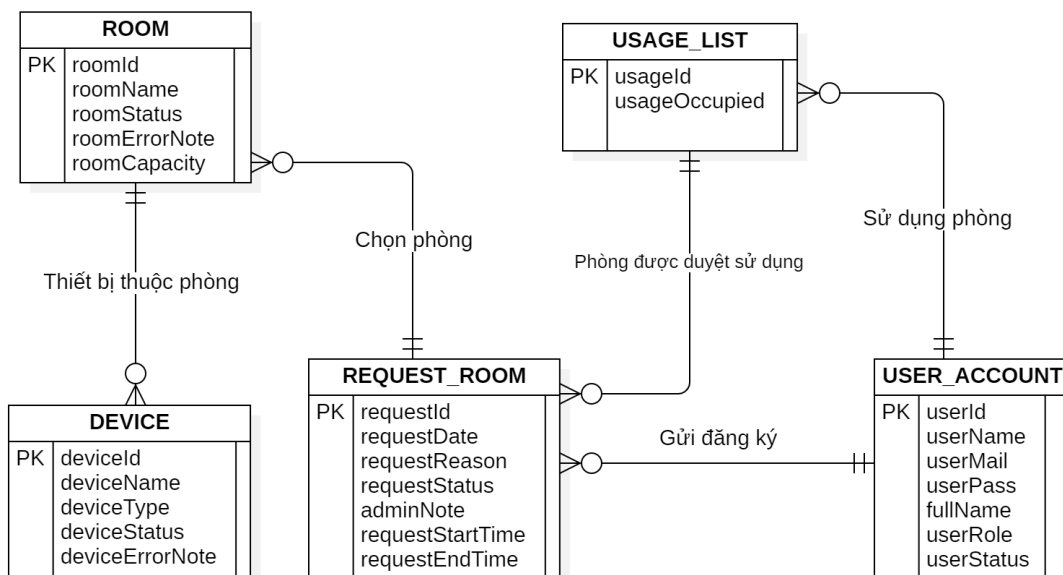 ROOM
PK
roomId
roomName
roomStatus
roomErrorNote
roomCapacity
USAGE_LIST
PK
usageId
usageOccupied
Chọn phòng
Sử dụng phòng
Phòng được duyệt sử dụng
Thiết bị thuộc phòng
DEVICE
PK
deviceId
deviceName
deviceType
deviceStatus
deviceErrorNote
REQUEST_ROOM
PK
requestId
requestDate
requestReason
requestStatus
adminNote
requestStartTime
requestEndTime
Gửi đăng ký
USER_ACCOUNT
PK
userId
userName
userMail
userPass
fullName
userRole
userStatus